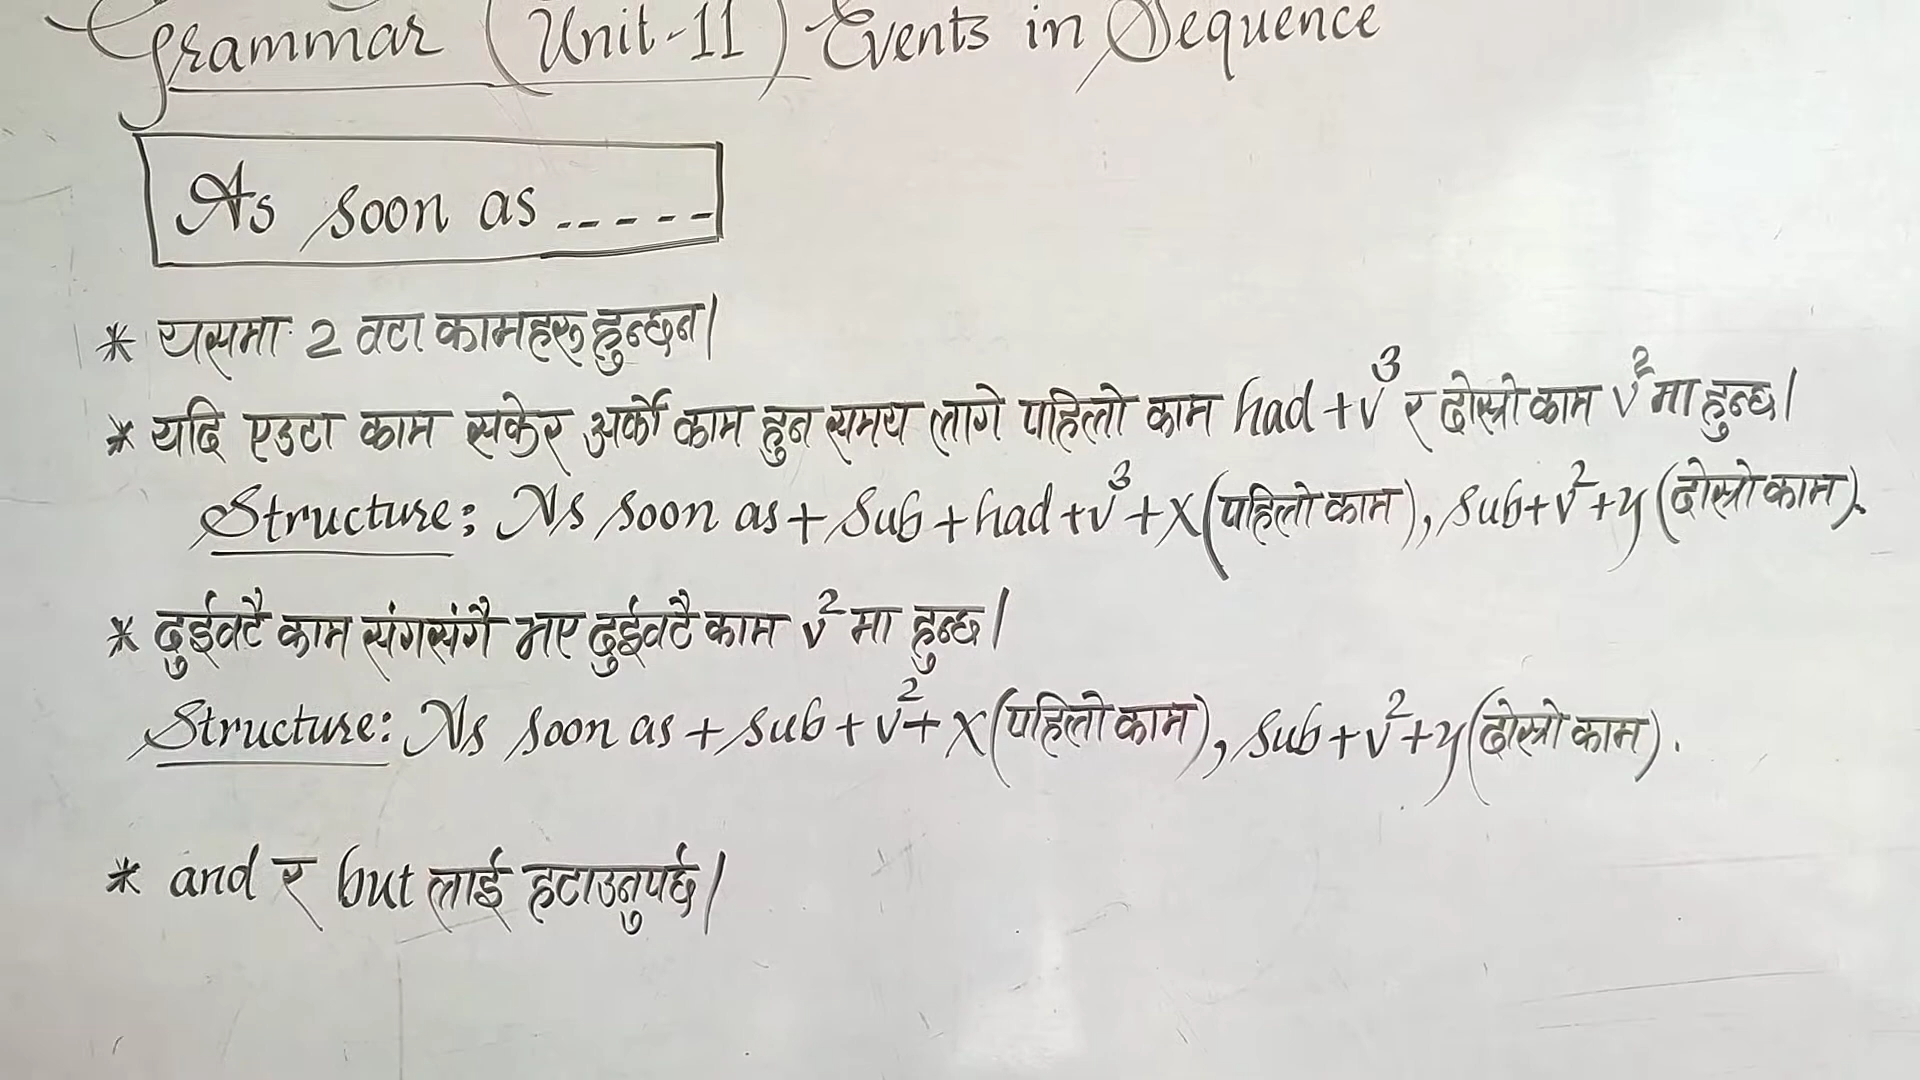 Grammar (Unit-11) Events in Sequence
As soon as -----
* यसमा 2 वटा कामहरू हुन्छन।
* यदि एउटा काम सकेर अर्को काम हुन समय लागे पहिलो काम had + v³ र दोस्रो काम v² मा हुन्छ।
Structure: As soon as + sub + had + v³ + x (पहिलो काम), sub + v² + y (दोस्रो काम).
* दुईवटै काम संगसंगै भए दुईवटै काम v² मा हुन्छ।
Structure: As soon as + sub + v² + x (पहिलो काम), sub + v² + y (दोस्रो काम).
* and र but लाई हटाउनुपर्छ।